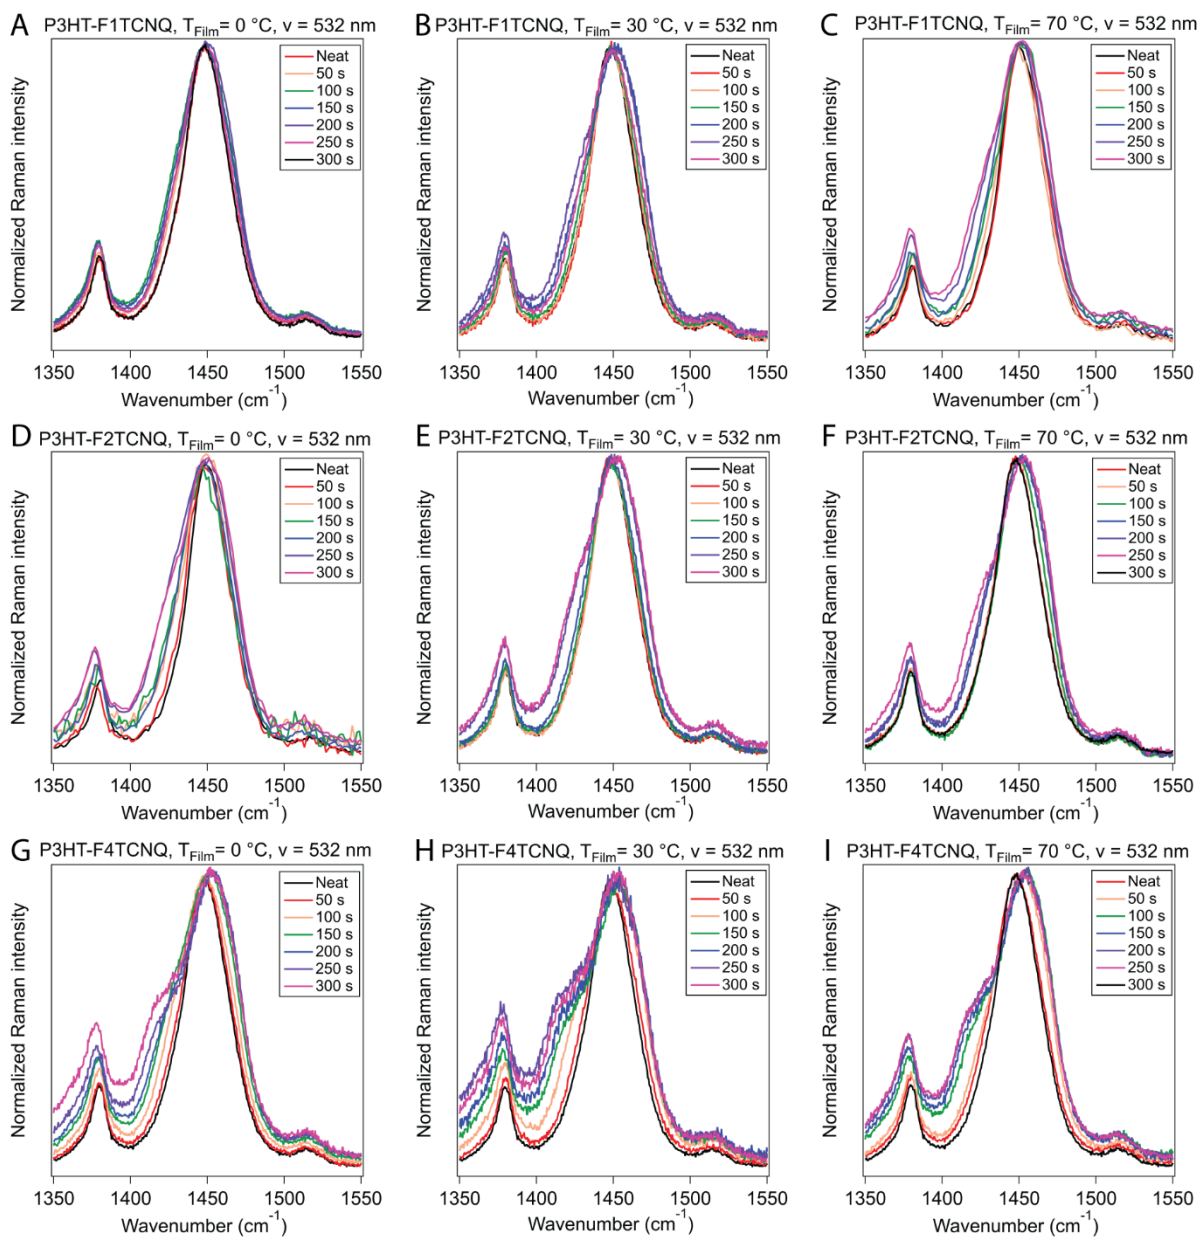 A P3HT-F1TCNQ, T_Film= 0 °C, v = 532 nm
Normalized Raman intensity
Neat
50 s
100 s
150 s
200 s
250 s
300 s
1350 1400 1450 1500 1550
Wavenumber (cm⁻¹)
B P3HT-F1TCNQ, T_Film= 30 °C, v = 532 nm
Normalized Raman intensity
Neat
50 s
100 s
150 s
200 s
250 s
300 s
1350 1400 1450 1500 1550
Wavenumber (cm⁻¹)
C P3HT-F1TCNQ, T_Film= 70 °C, v = 532 nm
Normalized Raman intensity
Neat
50 s
100 s
150 s
200 s
250 s
300 s
1350 1400 1450 1500 1550
Wavenumber (cm⁻¹)
D P3HT-F2TCNQ, T_Film= 0 °C, v = 532 nm
Normalized Raman intensity
Neat
50 s
100 s
150 s
200 s
250 s
300 s
1350 1400 1450 1500 1550
Wavenumber (cm⁻¹)
E P3HT-F2TCNQ, T_Film= 30 °C, v = 532 nm
Normalized Raman intensity
Neat
50 s
100 s
150 s
200 s
250 s
300 s
1350 1400 1450 1500 1550
Wavenumber (cm⁻¹)
F P3HT-F2TCNQ, T_Film= 70 °C, v = 532 nm
Normalized Raman intensity
Neat
50 s
100 s
150 s
200 s
250 s
300 s
1350 1400 1450 1500 1550
Wavenumber (cm⁻¹)
G P3HT-F4TCNQ, T_Film= 0 °C, v = 532 nm
Normalized Raman intensity
Neat
50 s
100 s
150 s
200 s
250 s
300 s
1350 1400 1450 1500 1550
Wavenumber (cm⁻¹)
H P3HT-F4TCNQ, T_Film= 30 °C, v = 532 nm
Normalized Raman intensity
Neat
50 s
100 s
150 s
200 s
250 s
300 s
1350 1400 1450 1500 1550
Wavenumber (cm⁻¹)
I P3HT-F4TCNQ, T_Film= 70 °C, v = 532 nm
Normalized Raman intensity
Neat
50 s
100 s
150 s
200 s
250 s
300 s
1350 1400 1450 1500 1550
Wavenumber (cm⁻¹)